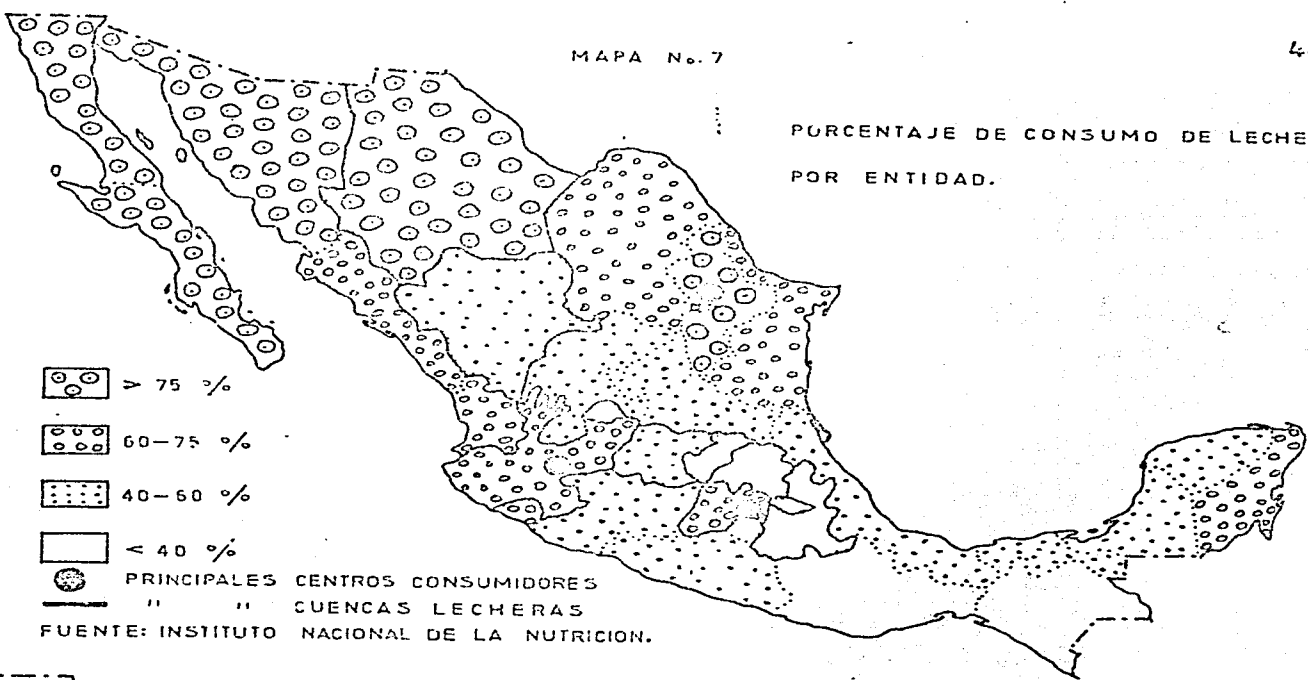 MAPA No. 7
4
PORCENTAJE DE CONSUMO DE LECHE
POR ENTIDAD.
> 75 %
60-75 %
40-60 %
< 40 %
PRINCIPALES CENTROS CONSUMIDORES
" " CUENCAS LECHERAS
FUENTE: INSTITUTO NACIONAL DE LA NUTRICION.